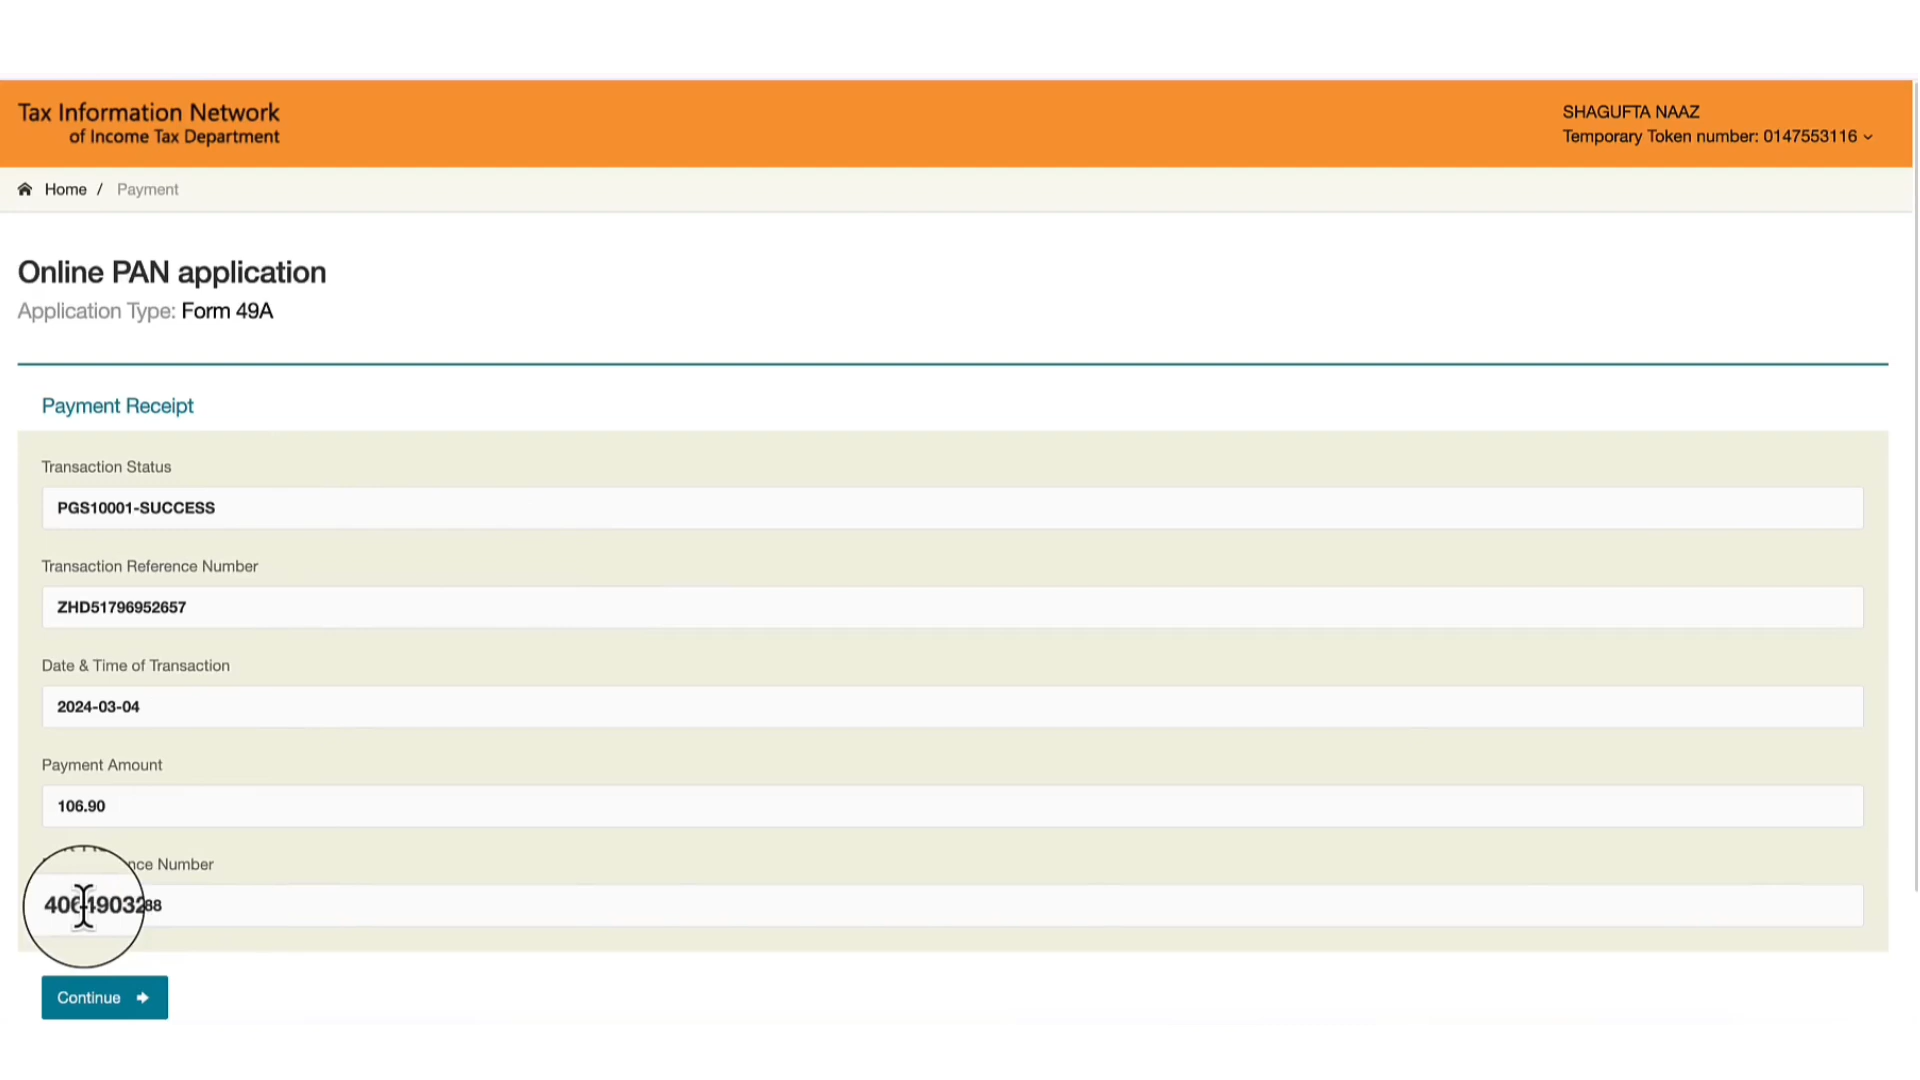 Tax Information Network
of Income Tax Department
SHAGUFTA NAAZ
Temporary Token number: 0147553116
Home / Payment
Online PAN application
Application Type: Form 49A
Payment Receipt
Transaction Status
PGS10001-SUCCESS
Transaction Reference Number
ZHD51796952657
Date & Time of Transaction
2024-03-04
Payment Amount
106.90
Number
Continue